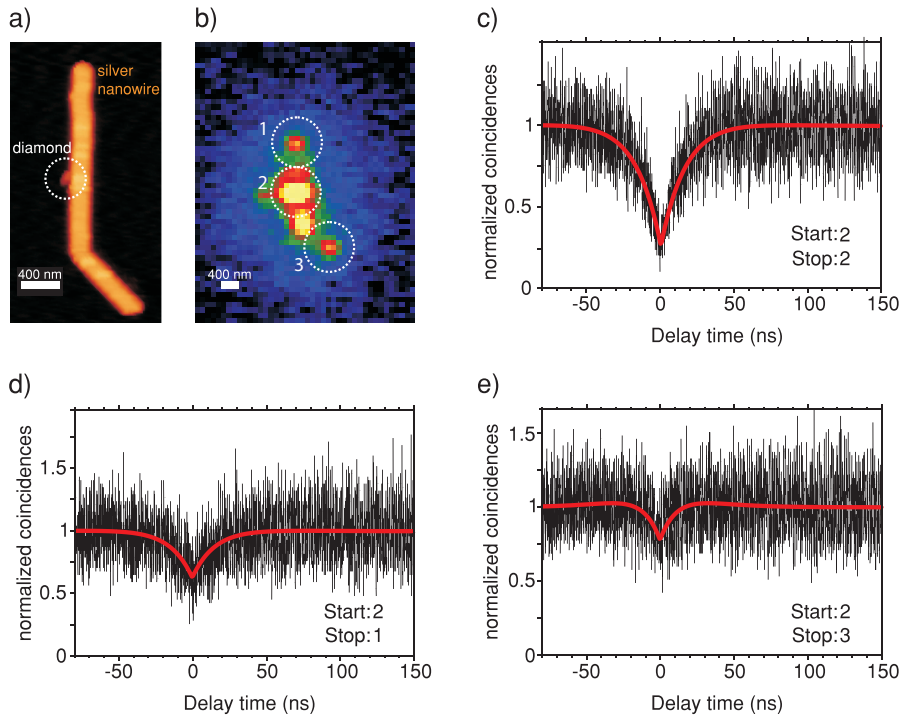 a)
silver
nanowire
diamond
400 nm
b)
1
2
3
c)
normalized coincidences
1
0.5
0
-50
0
50
100
150
Start:2
Stop:2
Delay time (ns)
d)
normalized coincidences
1.5
1
0.5
0
-50
0
50
100
150
Start:2
Stop:1
Delay time (ns)
e)
normalized coincidences
1.5
1
0.5
0
-50
0
50
100
150
Start:2
Stop:3
Delay time (ns)
400 nm